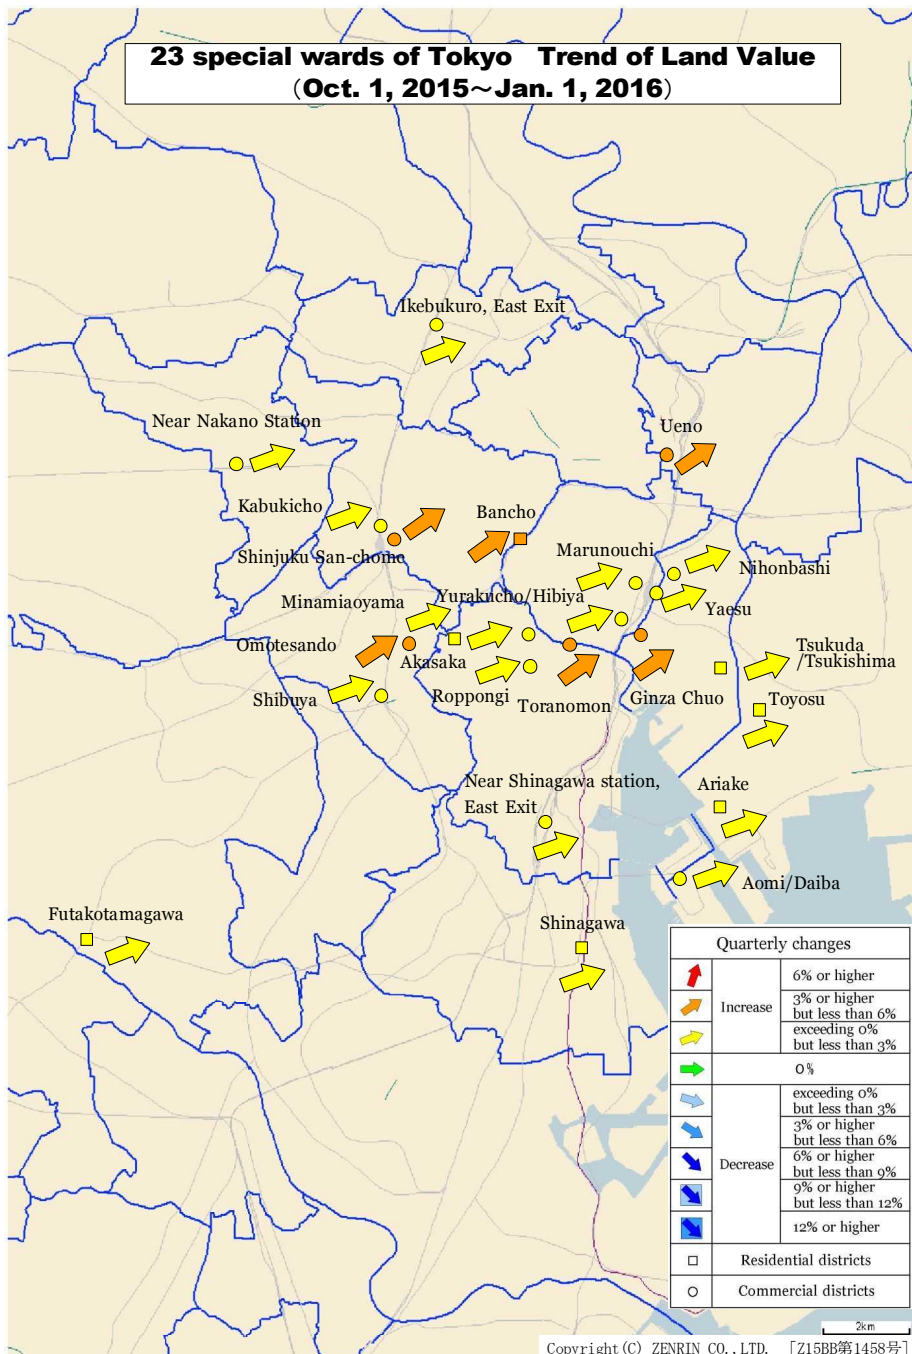 23 special wards of Tokyo Trend of Land Value
（Oct. 1, 2015～Jan. 1, 2016）
Ikebukuro, East Exit
Near Nakano Station
Ueno
Kabukicho
Bancho
Shinjuku San-chome
Marunouchi
Nihonbashi
Minamiaoyama
Yurakucho/Hibiya
Yaesu
Omotesando
Akasaka
Tsukuda
/Tsukishima
Shibuya
Roppongi
Toranomon
Ginza Chuo
Toyosu
Near Shinagawa station,
East Exit
Ariake
Aomi/Daiba
Futakotamagawa
Shinagawa
Quarterly changes
Increase
6% or higher
3% or higher
but less than 6%
exceeding 0%
but less than 3%
0%
Decrease
exceeding 0%
but less than 3%
3% or higher
but less than 6%
6% or higher
but less than 9%
9% or higher
but less than 12%
12% or higher
Residential districts
Commercial districts
2km
Copyright(C) ZENRIN CO.,LTD. [Z15BB第1458号]